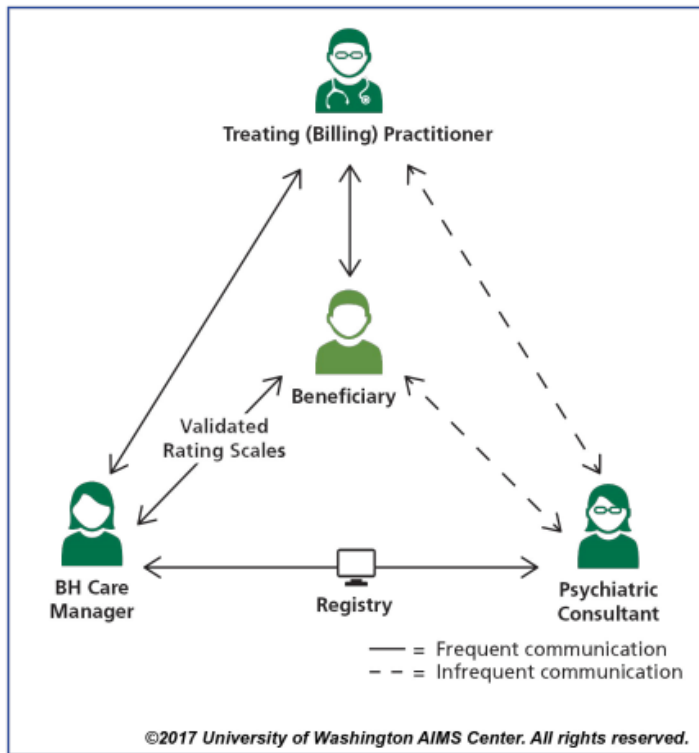 Treating (Billing) Practitioner
Beneficiary
Validated
Rating Scales
BH Care
Manager
Registry
Psychiatric
Consultant
= Frequent communication
= Infrequent communication
©2017 University of Washington AIMS Center. All rights reserved.